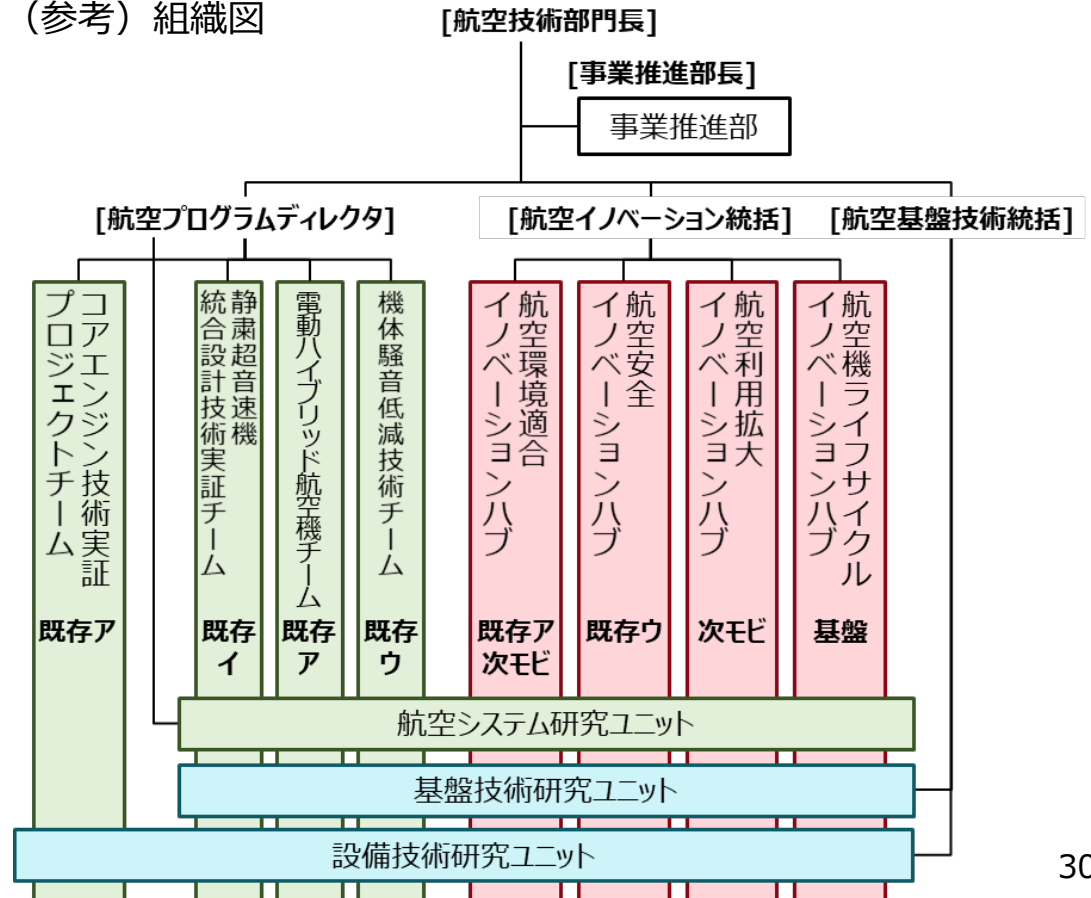 （参考）組織図
[航空技術部門長]
[事業推進部長]
事業推進部
[航空プログラムディレクタ]
[航空イノベーション統括]
[航空基盤技術統括]
コアエンジン技術実証
プロジェクトチーム
既存ア
静粛超音速機
統合設計技術実証チーム
既存
イ
電動ハイブリッド航空機チーム
既存
ア
機体騒音低減技術チーム
既存
ウ
航空環境適合
イノベーションハブ
既存ア
次モビ
航空安全
イノベーションハブ
既存ウ
航空利用拡大
イノベーションハブ
次モビ
航空機ライフサイクル
イノベーションハブ
基盤
航空システム研究ユニット
基盤技術研究ユニット
設備技術研究ユニット
30